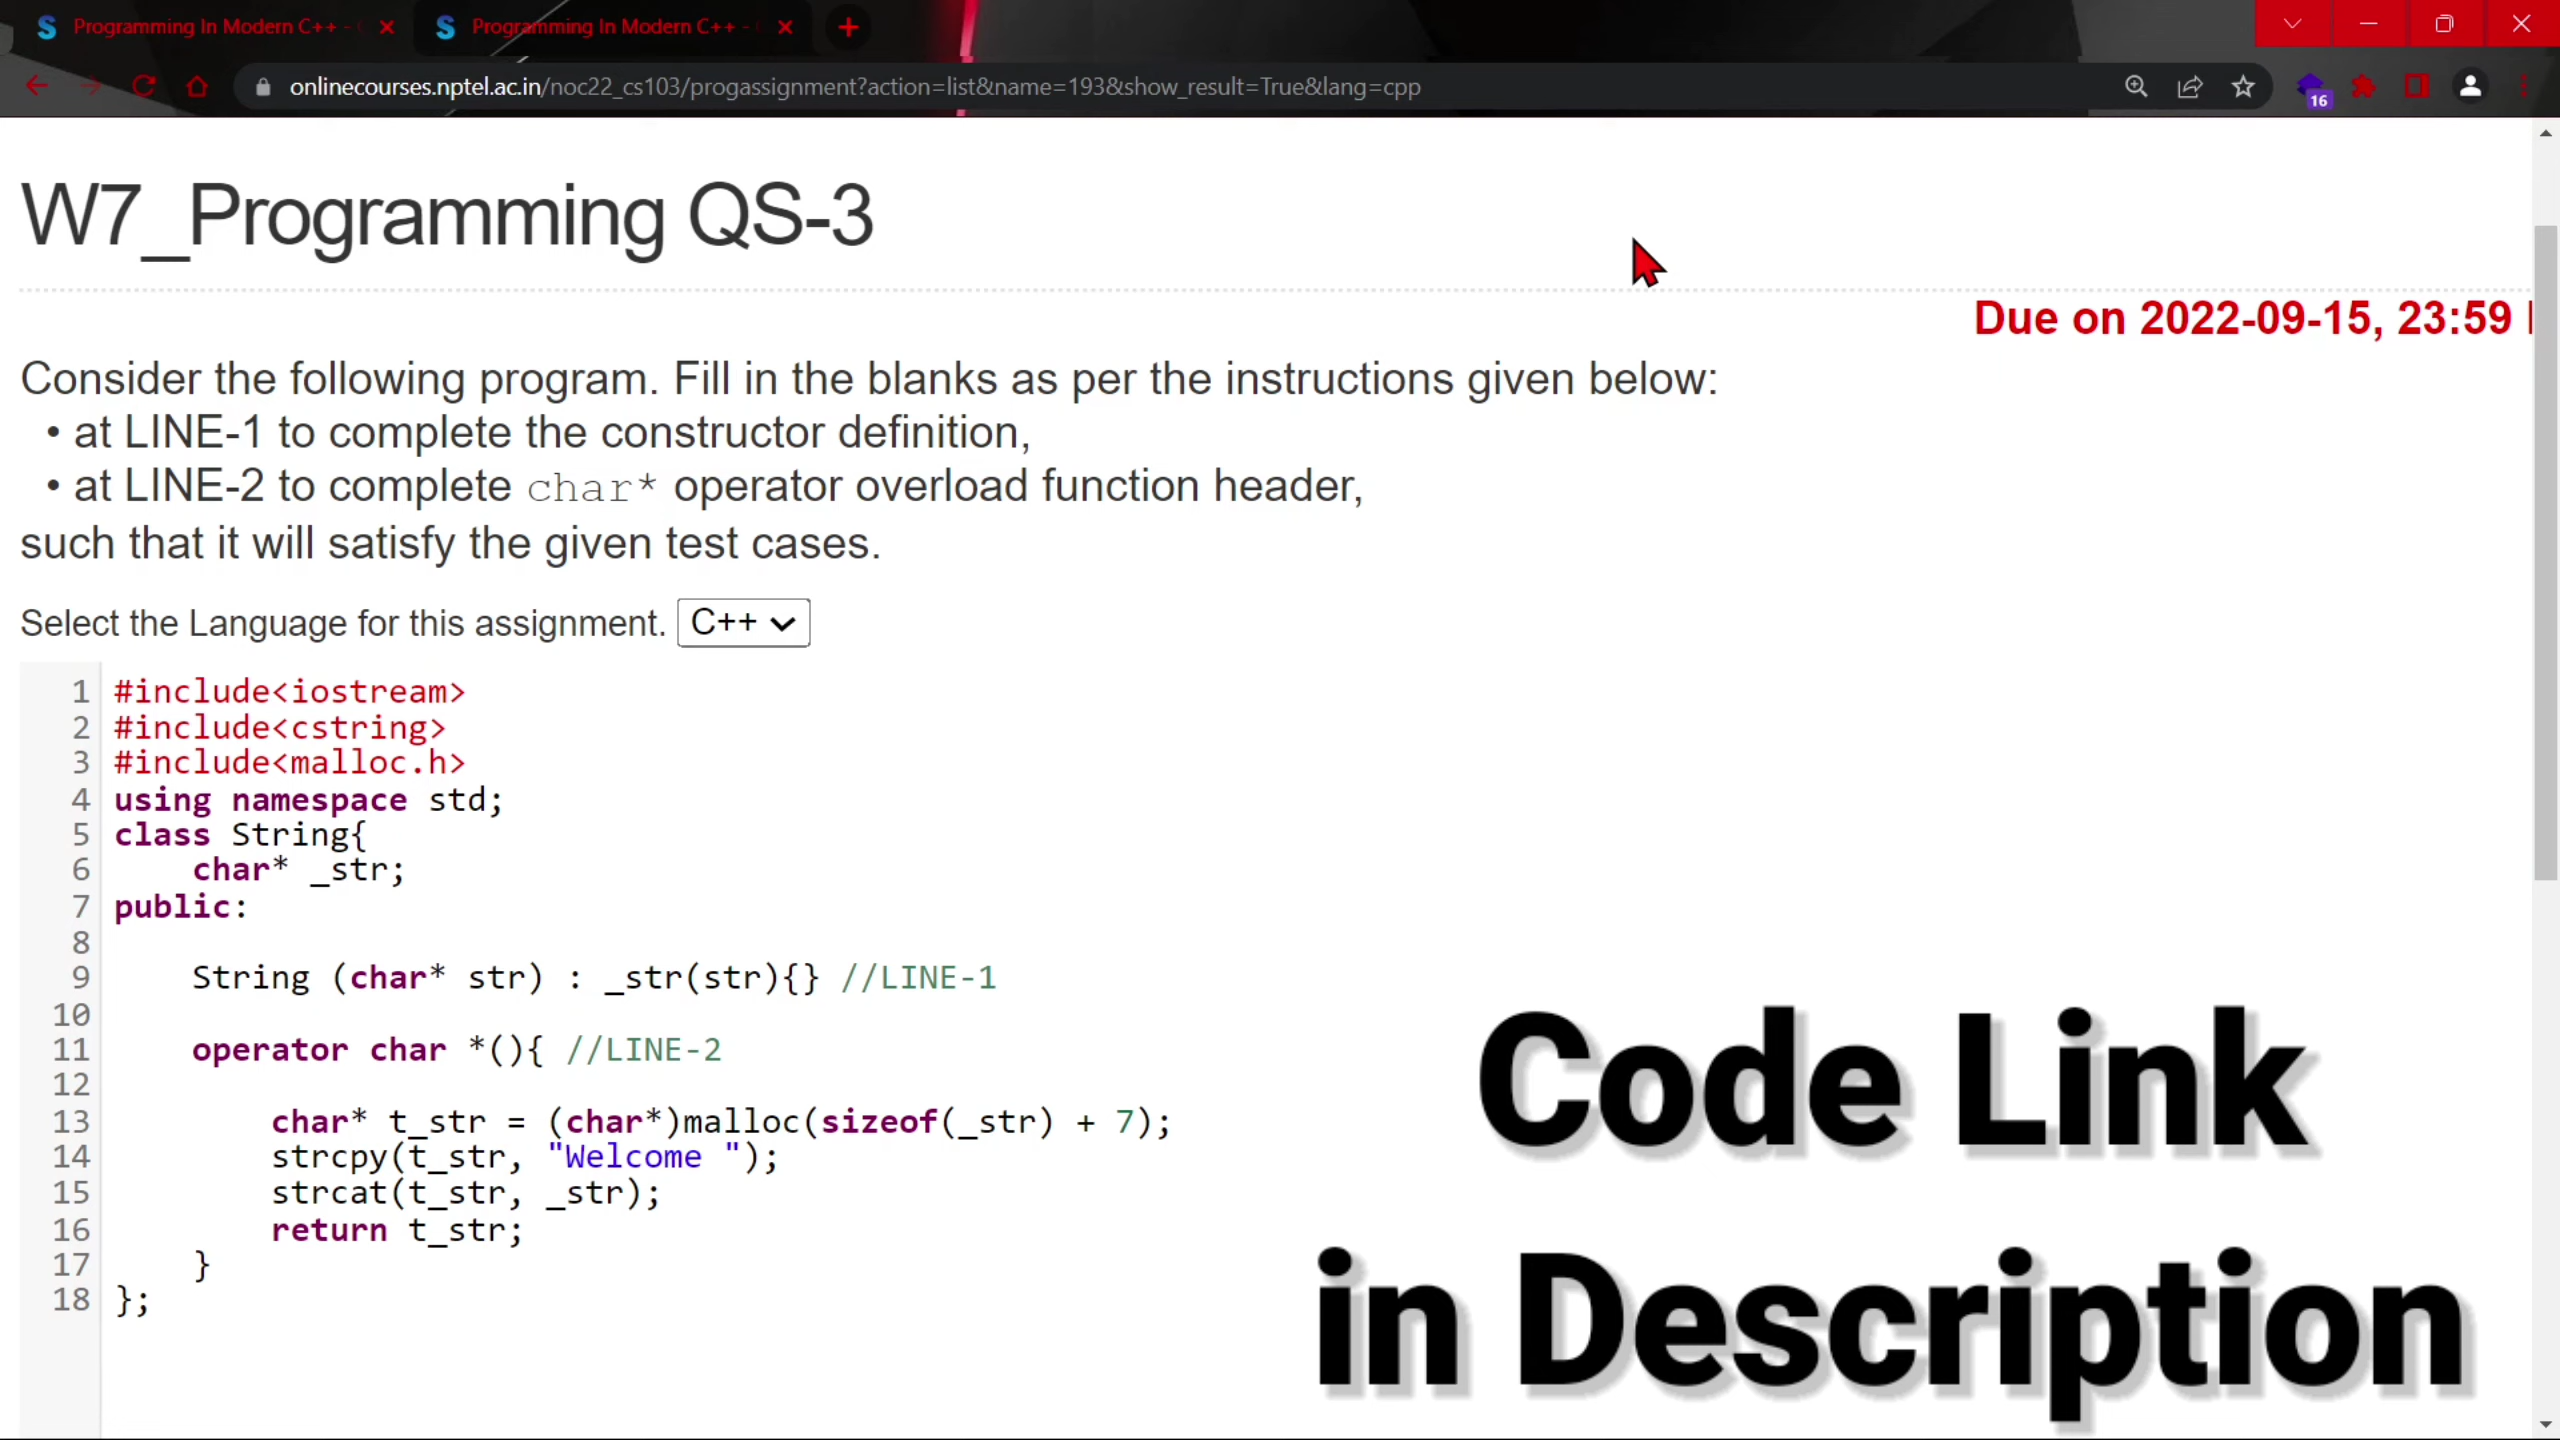 Programming In Modern C++ -
Programming In Modern C++ -
onlinecourses.nptel.ac.in/noc22_cs103/progassignment?action=list&name=193&show_result=True&lang=cpp
16
W7_Programming QS-3
Due on 2022-09-15, 23:59
Consider the following program. Fill in the blanks as per the instructions given below:
• at LINE-1 to complete the constructor definition,
• at LINE-2 to complete char* operator overload function header,
such that it will satisfy the given test cases.
Select the Language for this assignment. C++
1 #include<iostream>
2 #include<cstring>
3 #include<malloc.h>
4 using namespace std;
5 class String{
6 char* _str;
7 public:
8
9 String (char* str) : _str(str){} //LINE-1
10
11 operator char *(){ //LINE-2
12
13 char* t_str = (char*)malloc(sizeof(_str) + 7);
14 strcpy(t_str, "Welcome ");
15 strcat(t_str, _str);
16 return t_str;
17 }
18 };
Code Link
in Description